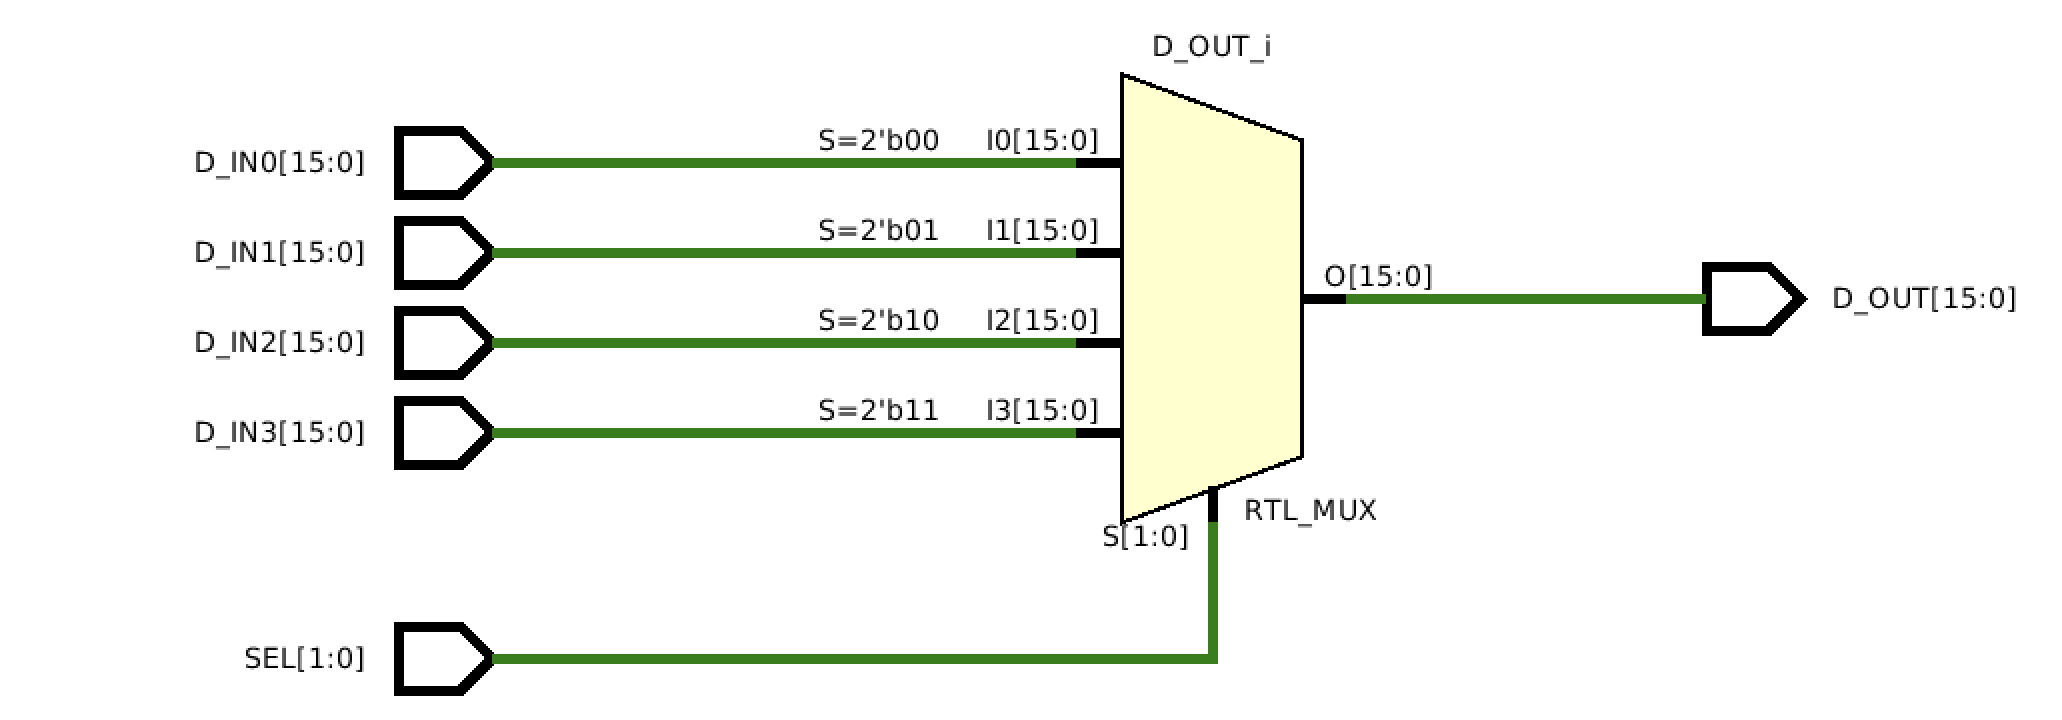 D_OUT_i
D_IN0[15:0] S=2'b00 I0[15:0]
D_IN1[15:0] S=2'b01 I1[15:0]
O[15:0] D_OUT[15:0]
D_IN2[15:0] S=2'b10 I2[15:0]
D_IN3[15:0] S=2'b11 I3[15:0]
RTL_MUX
S[1:0]
SEL[1:0]